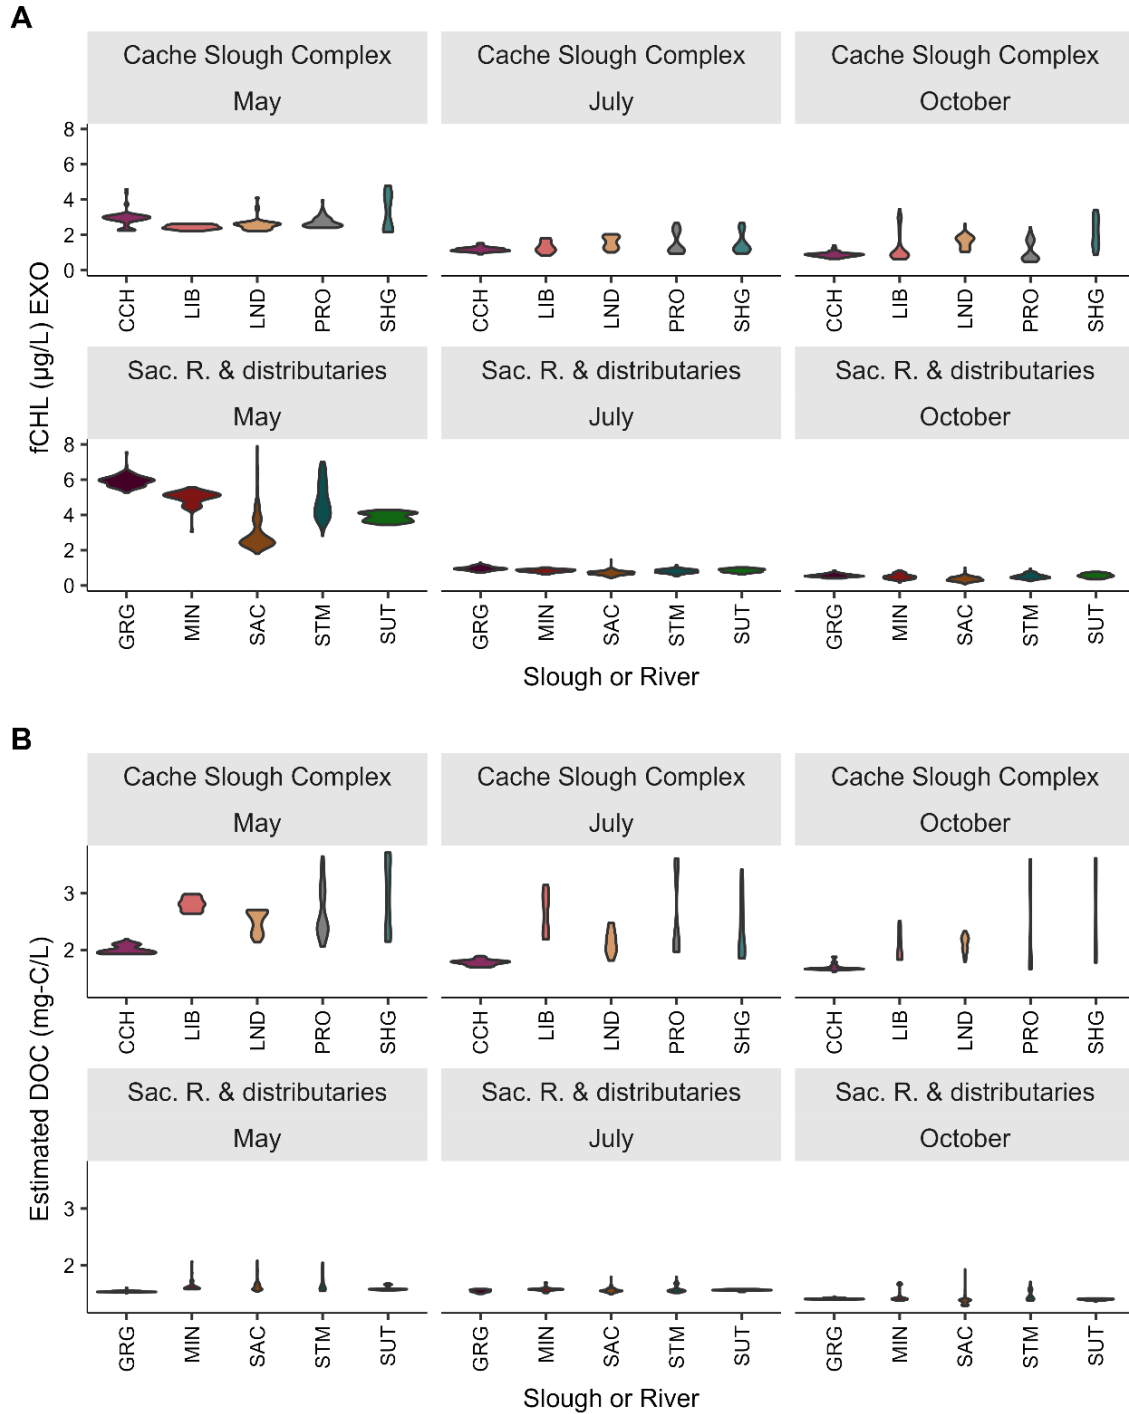 A
Cache Slough Complex
May
Cache Slough Complex
July
Cache Slough Complex
October
fCHL (µg/L) EXO
8
6
4
2
0
CCH
LIB
LND
PRO
SHG
CCH
LIB
LND
PRO
SHG
CCH
LIB
LND
PRO
SHG
Sac. R. & distributaries
May
Sac. R. & distributaries
July
Sac. R. & distributaries
October
8
6
4
2
0
GRG
MIN
SAC
STM
SUT
GRG
MIN
SAC
STM
SUT
GRG
MIN
SAC
STM
SUT
Slough or River
B
Cache Slough Complex
May
Cache Slough Complex
July
Cache Slough Complex
October
Estimated DOC (mg-C/L)
3
2
CCH
LIB
LND
PRO
SHG
CCH
LIB
LND
PRO
SHG
CCH
LIB
LND
PRO
SHG
Sac. R. & distributaries
May
Sac. R. & distributaries
July
Sac. R. & distributaries
October
3
2
GRG
MIN
SAC
STM
SUT
GRG
MIN
SAC
STM
SUT
GRG
MIN
SAC
STM
SUT
Slough or River